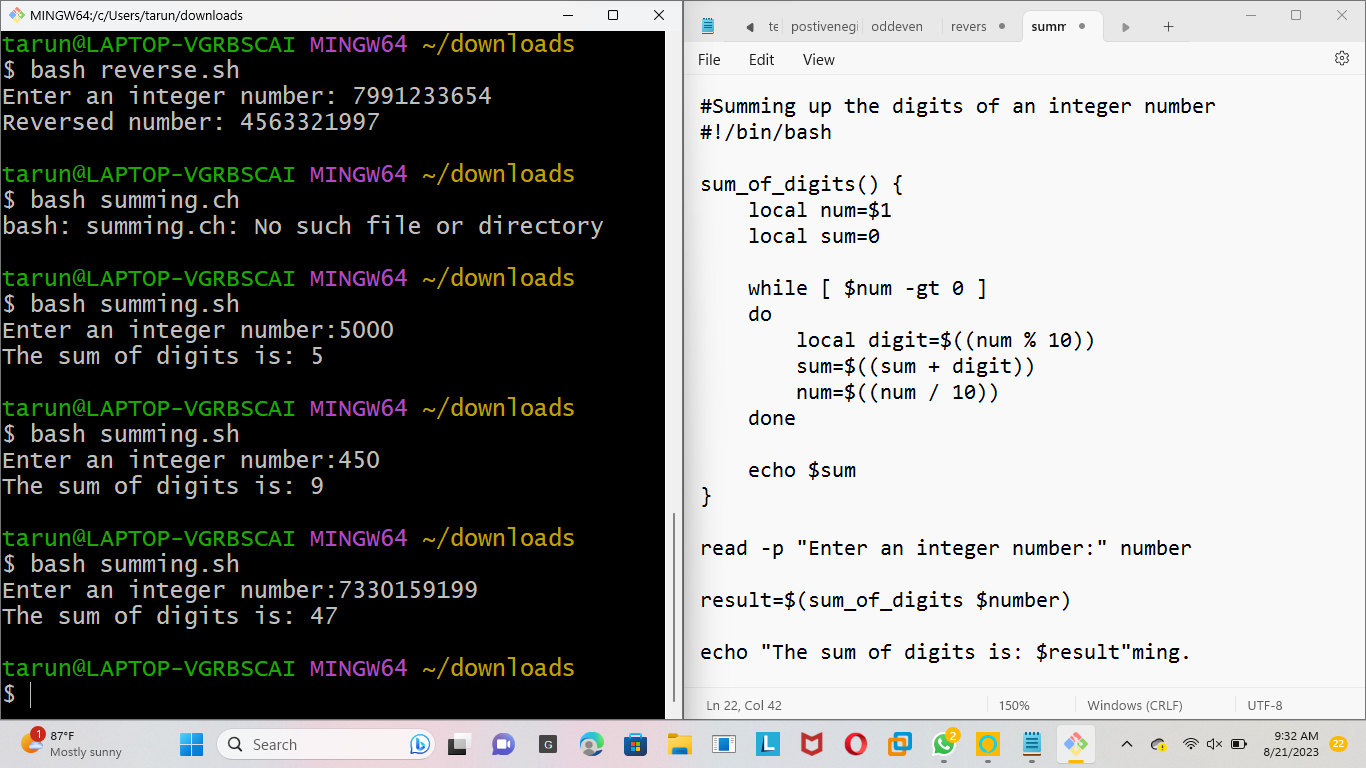 MINGW64:/c/Users/tarun/downloads
tarun@LAPTOP-VGRBSCAI MINGW64 ~/downloads
$ bash reverse.sh
Enter an integer number: 7991233654
Reversed number: 4563321997
tarun@LAPTOP-VGRBSCAI MINGW64 ~/downloads
$ bash summing.ch
bash: summing.ch: No such file or directory
tarun@LAPTOP-VGRBSCAI MINGW64 ~/downloads
$ bash summing.sh
Enter an integer number:5000
The sum of digits is: 5
tarun@LAPTOP-VGRBSCAI MINGW64 ~/downloads
$ bash summing.sh
Enter an integer number:450
The sum of digits is: 9
tarun@LAPTOP-VGRBSCAI MINGW64 ~/downloads
$ bash summing.sh
Enter an integer number:7330159199
The sum of digits is: 47
tarun@LAPTOP-VGRBSCAI MINGW64 ~/downloads
$
te postivenegi oddeven revers summ
File Edit View
#Summing up the digits of an integer number
#!/bin/bash
sum_of_digits() {
    local num=$1
    local sum=0
    while [ $num -gt 0 ]
    do
        local digit=$((num % 10))
        sum=$((sum + digit))
        num=$((num / 10))
    done
    echo $sum
}
read -p "Enter an integer number:" number
result=$(sum_of_digits $number)
echo "The sum of digits is: $result"ming.
Ln 22, Col 42 150% Windows (CRLF) UTF-8
1
87°F
Mostly sunny
Search
G
L
2
9:32 AM
8/21/2023
22